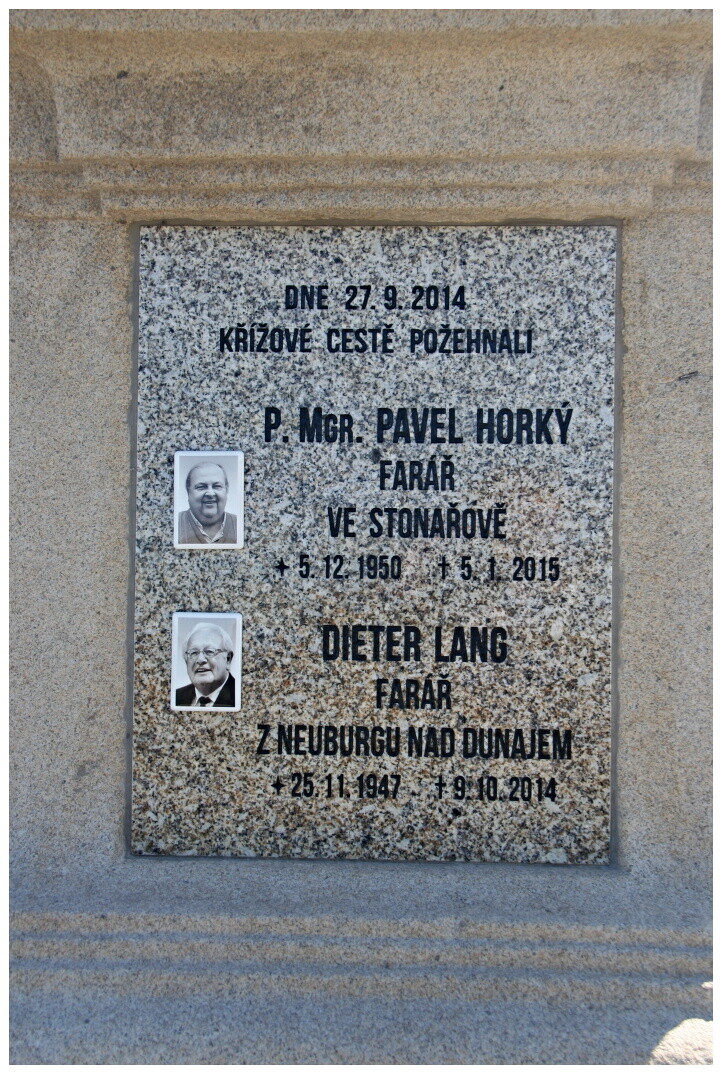 DNE 27. 9. 2014
KŘÍŽOVÉ CESTĚ POŽEHNALI
P. MGR. PAVEL HORKÝ
FARÁŘ
VE STONAŘOVĚ
✦ 5. 12. 1950 † 5. 1. 2015
DIETER LANG
FARÁŘ
Z NEUBURGU NAD DUNAJEM
✦ 25. 11. 1947 † 9. 10. 2014